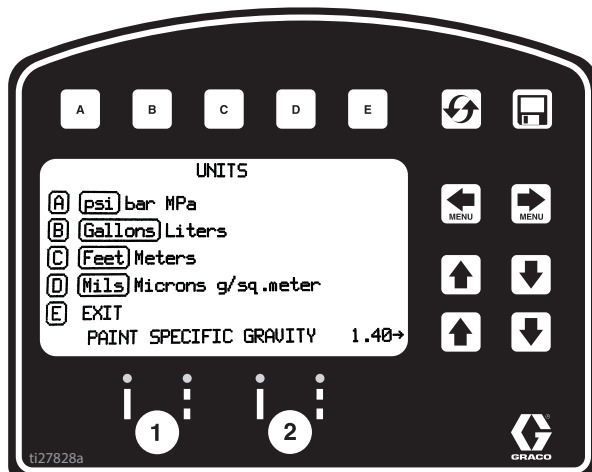 A B C D E
UNITS
A psi bar MPa
B Gallons Liters
C Feet Meters
D Mils Microns g/sq.meter
E EXIT
PAINT SPECIFIC GRAVITY 1.40→
MENU MENU
1 2
ti27828a
GRACO